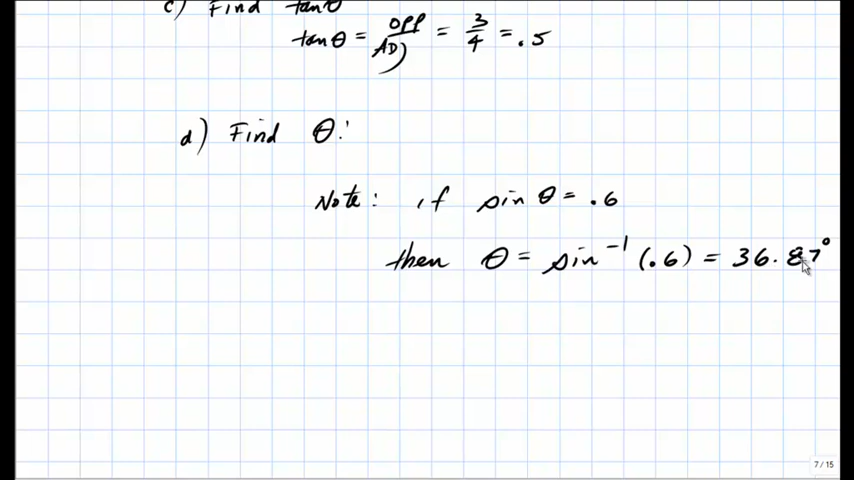 c) Find tanθ
tanθ = OPP/ADJ = 3/4 = .5
d) Find θ:
Note: if sin θ = .6
then θ = sin⁻¹ (.6) = 36.87°
7 / 15